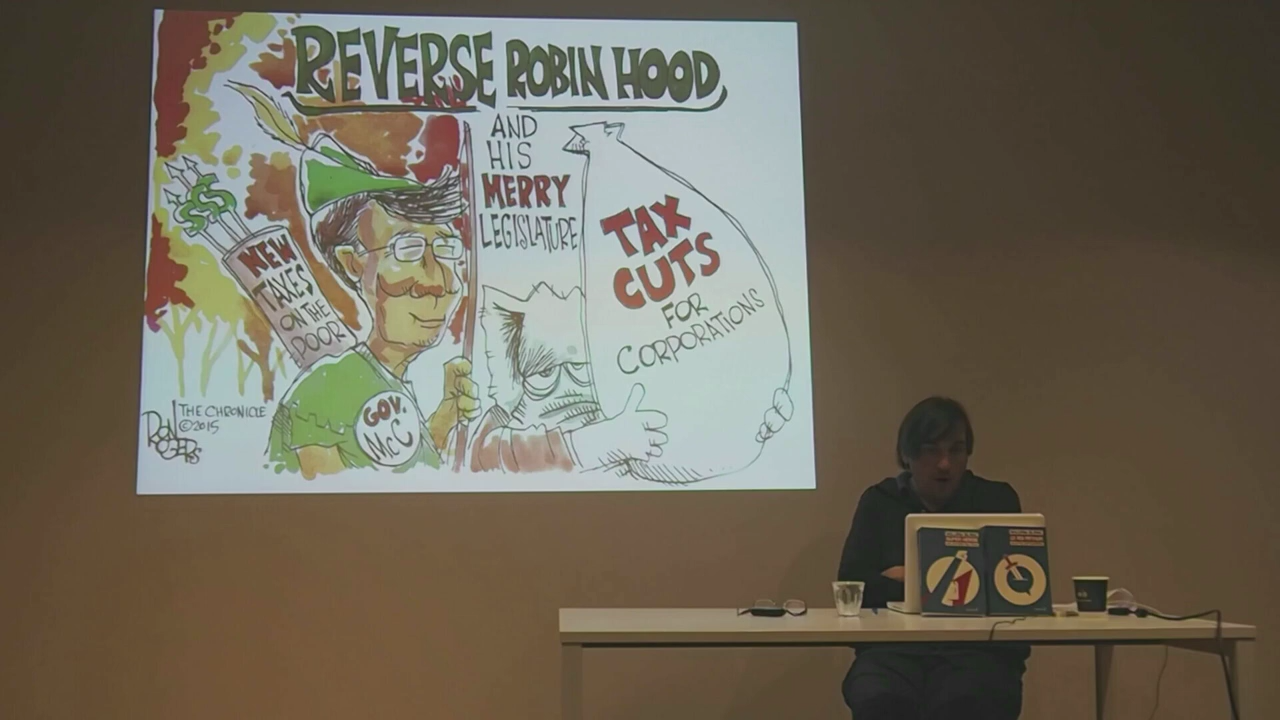 REVERSE ROBIN HOOD
AND
HIS
MERRY
LEGISLATURE
TAX
CUTS
FOR
CORPORATIONS
NEW
TAXES
ON THE
POOR
GOV.
McC
THE CHRONICLE
©2015